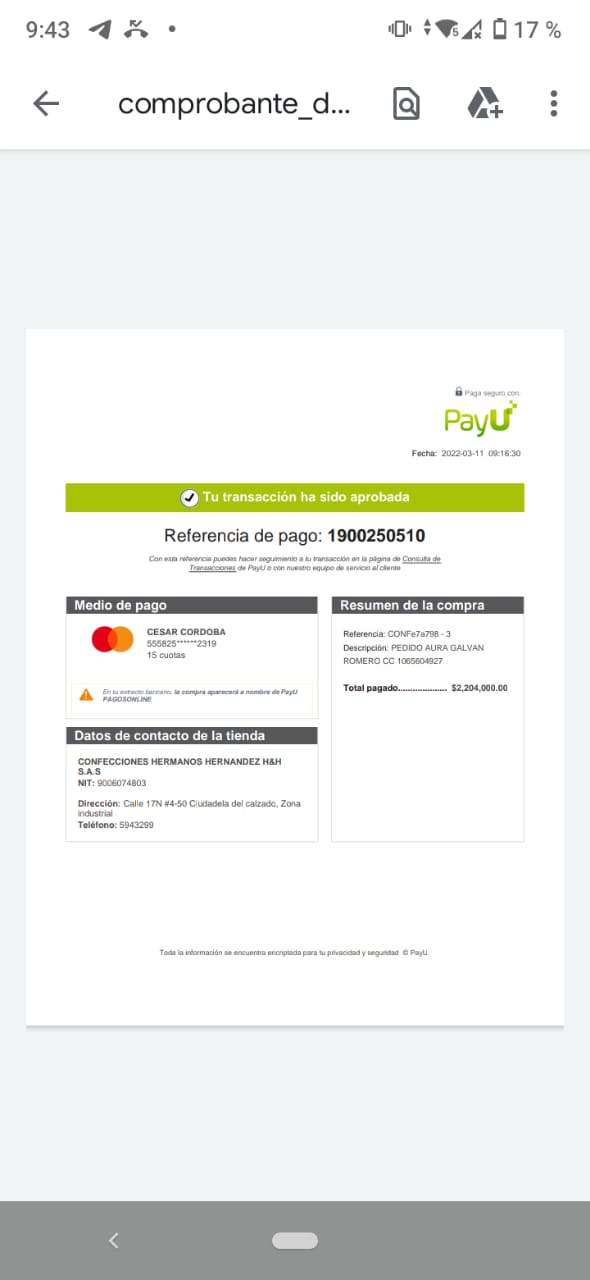 9:43
5
17 %
comprobante_d...
Paga seguro con:
PayU
Fecha: 2022-03-11 09:16:30
Tu transacción ha sido aprobada
Referencia de pago: 1900250510
Con esta referencia puedes hacer seguimiento a tu transacción en la página de Consulta de
Transacciones de PayU o con nuestro equipo de servicio al cliente
Medio de pago
CESAR CORDOBA
555825******2319
15 cuotas
En tu extracto bancario, la compra aparecerá a nombre de PayU
PAGOSONLINE
Datos de contacto de la tienda
CONFECCIONES HERMANOS HERNANDEZ H&H
S.A.S
NIT: 9006074803
Dirección: Calle 17N #4-50 Ciudadela del calzado, Zona
industrial
Teléfono: 5943299
Resumen de la compra
Referencia: CONFe7a798 - 3
Descripción: PEDIDO AURA GALVAN
ROMERO CC 1065604927
Total pagado.................. $2,204,000.00
Toda la información se encuentra encriptada para tu privacidad y seguridad © PayU.